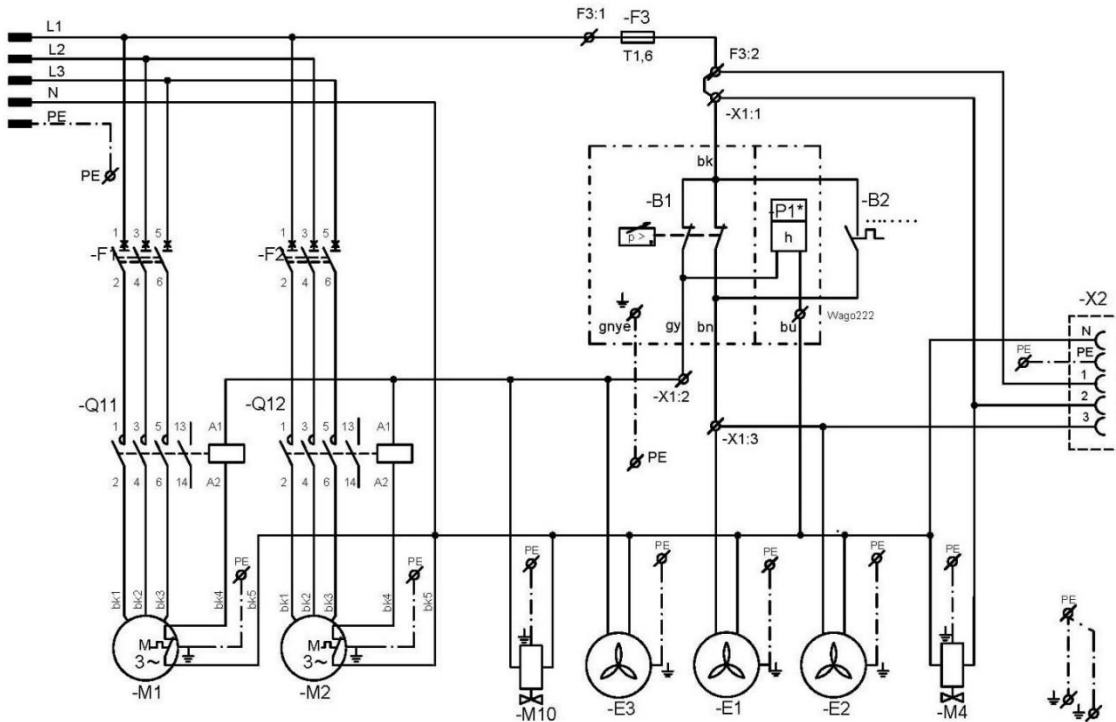 L1
L2
L3
N
PE
PE
F3:1
-F3
T1,6
F3:2
-X1:1
bk
-B1
p >
-P1*
h
-B2
........
Wago222
gnye
gy
bn
bu
PE
-X1:2
-X1:3
-X2
N
PE
PE
1
2
3
1 3 5
-F1
2 4 6
1 3 5
-F2
2 4 6
-Q11
1 3 5 13 A1
2 4 6 14 A2
-Q12
1 3 5 13 A1
2 4 6 14 A2
bk1 bk2 bk3 bk4 bk5
PE
M
3~
-M1
bk1 bk2 bk3 bk4 bk5
PE
M
3~
-M2
PE
-M10
PE
-E3
PE
-E1
PE
-E2
PE
-M4
PE